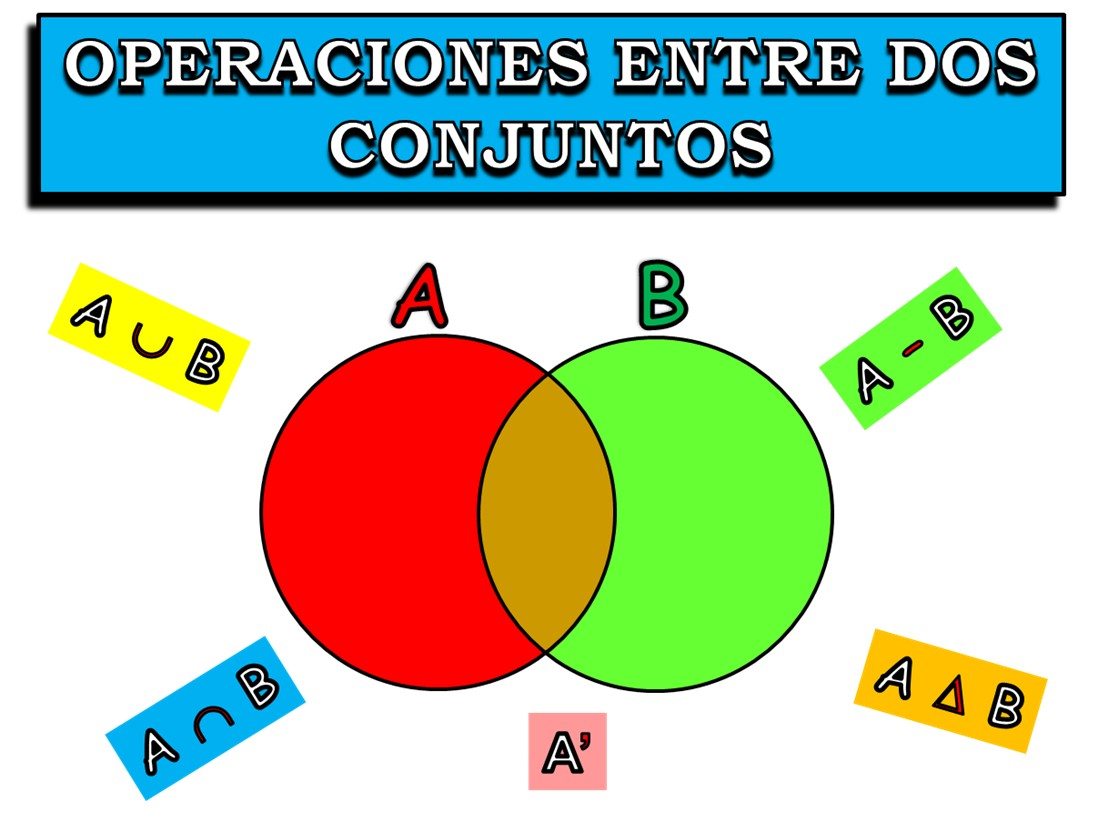 OPERACIONES ENTRE DOS
CONJUNTOS
A B
A ∪ B
A - B
A ∩ B
A'
A Δ B